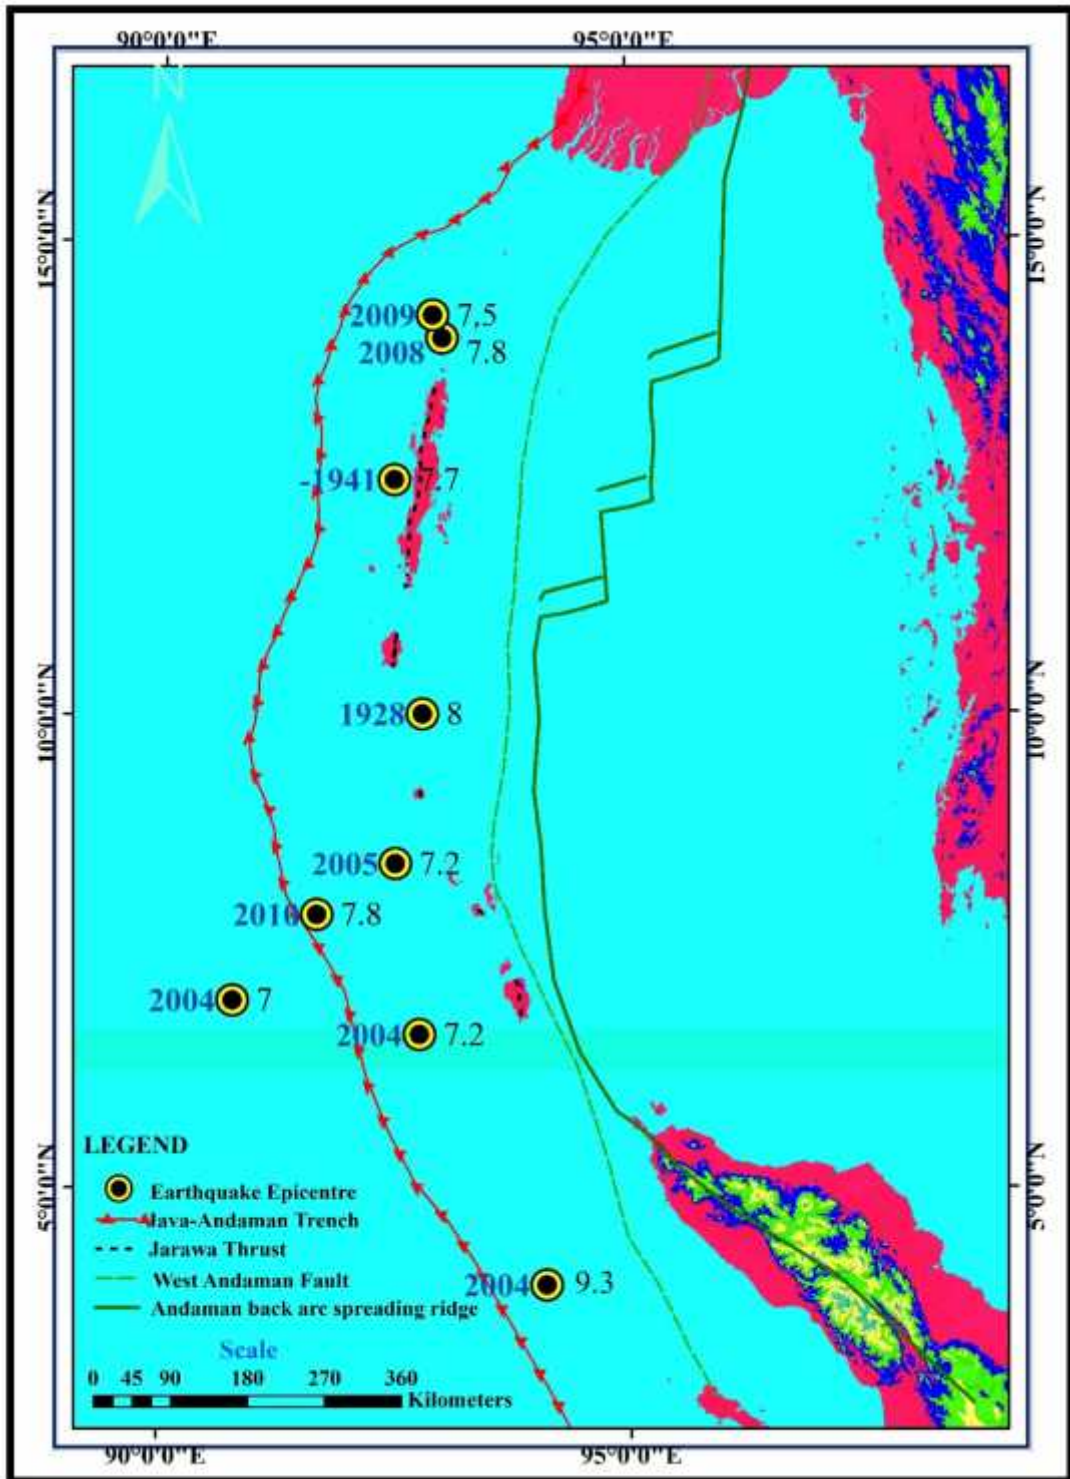 90°0'0"E 95°0'0"E
N
15°0'0"N 15°0'0"N
2009 7,5
2008 7.8
-1941 7.7
10°0'0"N 10°0'0"N
1928 8
2005 7.2
2010 7.8
2004 7
2004 7.2
LEGEND
Earthquake Epicentre
5°0'0"N 5°0'0"N
Java-Andaman Trench
Jarawa Thrust
West Andaman Fault
2004 9.3
Andaman back arc spreading ridge
Scale
0 45 90 180 270 360
Kilometers
90°0'0"E 95°0'0"E